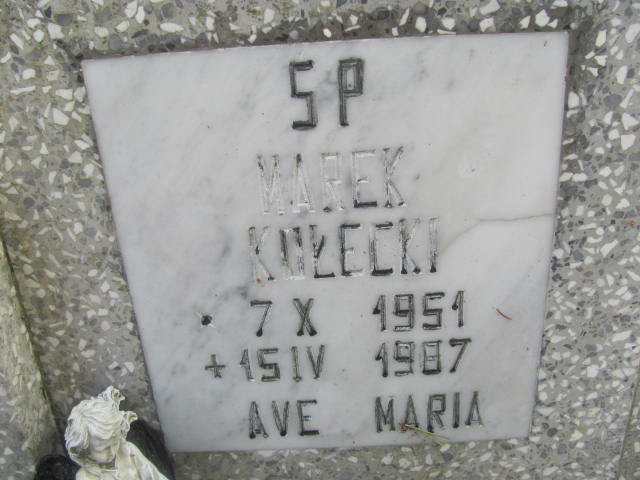 SP
MAREK
KOŁECKI
* 7 X 1951
+ 15 IV 1987
AVE MARIA